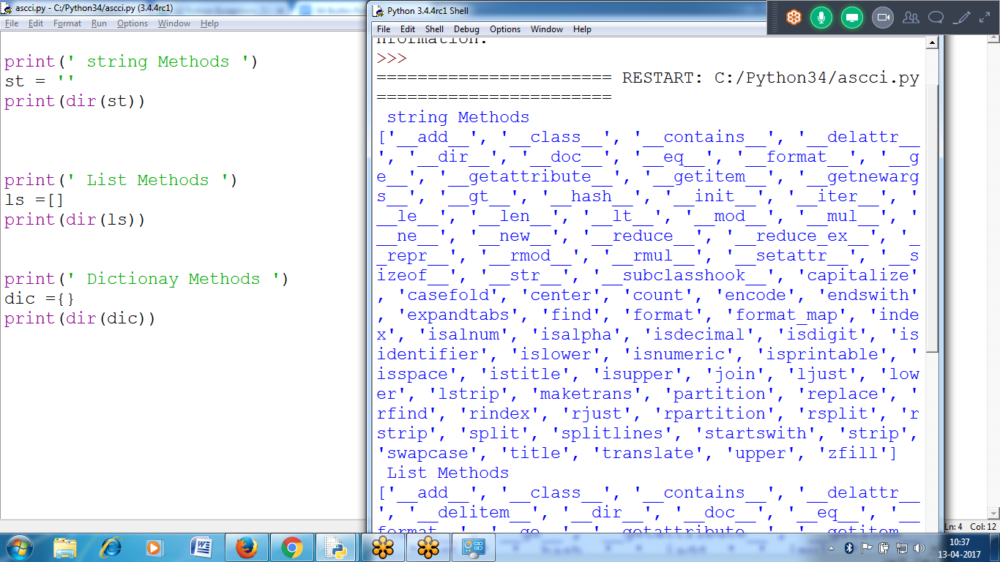 ascci.py - C:/Python34/ascci.py (3.4.4rc1)
File Edit Format Run Options Window Help
print(' string Methods ')
st = ''
print(dir(st))
print(' List Methods ')
ls =[]
print(dir(ls))
print(' Dictionay Methods ')
dic ={}
print(dir(dic))
Python 3.4.4rc1 Shell
File Edit Shell Debug Options Window Help
nformation.
>>>
======================= RESTART: C:/Python34/ascci.py
=======================
string Methods
['__add__', '__class__', '__contains__', '__delattr__
', '__dir__', '__doc__', '__eq__', '__format__', '__g
e__', '__getattribute__', '__getitem__', '__getnewarg
s__', '__gt__', '__hash__', '__init__', '__iter__', '
__le__', '__len__', '__lt__', '__mod__', '__mul__', '
__ne__', '__new__', '__reduce__', '__reduce_ex__', '_
_repr__', '__rmod__', '__rmul__', '__setattr__', '__s
izeof__', '__str__', '__subclasshook__', 'capitalize'
, 'casefold', 'center', 'count', 'encode', 'endswith'
, 'expandtabs', 'find', 'format', 'format_map', 'inde
x', 'isalnum', 'isalpha', 'isdecimal', 'isdigit', 'is
identifier', 'islower', 'isnumeric', 'isprintable', '
isspace', 'istitle', 'isupper', 'join', 'ljust', 'low
er', 'lstrip', 'maketrans', 'partition', 'replace', '
rfind', 'rindex', 'rjust', 'rpartition', 'rsplit', 'r
strip', 'split', 'splitlines', 'startswith', 'strip',
'swapcase', 'title', 'translate', 'upper', 'zfill']
List Methods
['__add__', '__class__', '__contains__', '__delattr__
', '__delitem__', '__dir__', '__doc__', '__eq__', '__
format__', '__ge__', '__getattribute__', '__getitem__
Ln: 4 Col: 12
10:37
13-04-2017